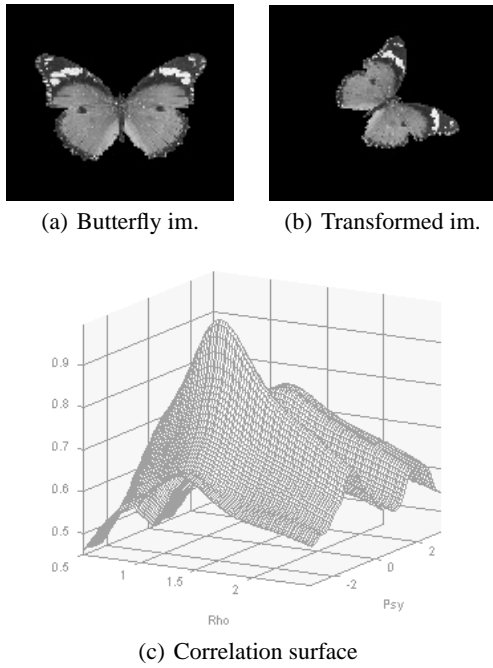 (a) Butterfly im.
(b) Transformed im.
0.9
0.8
0.7
0.6
0.5
0.5
1
1.5
2
Rho
-2
0
2
Psy
(c) Correlation surface